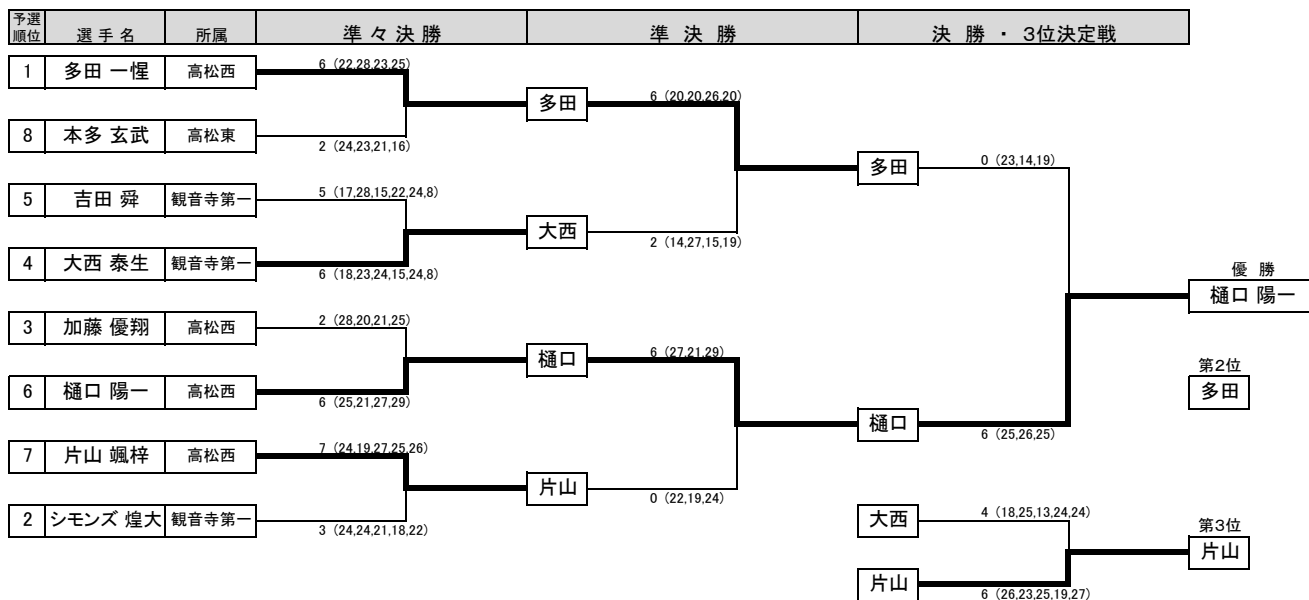 予選順位 選手名 所属 準々決勝 準決勝 決勝・3位決定戦
1 多田 一惺 高松西 6 (22,28,23,25)
多田 6 (20,20,26,20)
8 本多 玄武 高松東 2 (24,23,21,16)
多田 0 (23,14,19)
5 吉田 舜 観音寺第一 5 (17,28,15,22,24,8)
大西 2 (14,27,15,19)
4 大西 泰生 観音寺第一 6 (18,23,24,15,24,8)
優勝
樋口 陽一
3 加藤 優翔 高松西 2 (28,20,21,25)
樋口 6 (27,21,29)
第2位
多田
6 樋口 陽一 高松西 6 (25,21,27,29)
樋口 6 (25,26,25)
7 片山 颯梓 高松西 7 (24,19,27,25,26)
片山 0 (22,19,24)
2 シモンズ 煌大 観音寺第一 3 (24,24,21,18,22)
大西 4 (18,25,13,24,24)
第3位
片山
片山 6 (26,23,25,19,27)